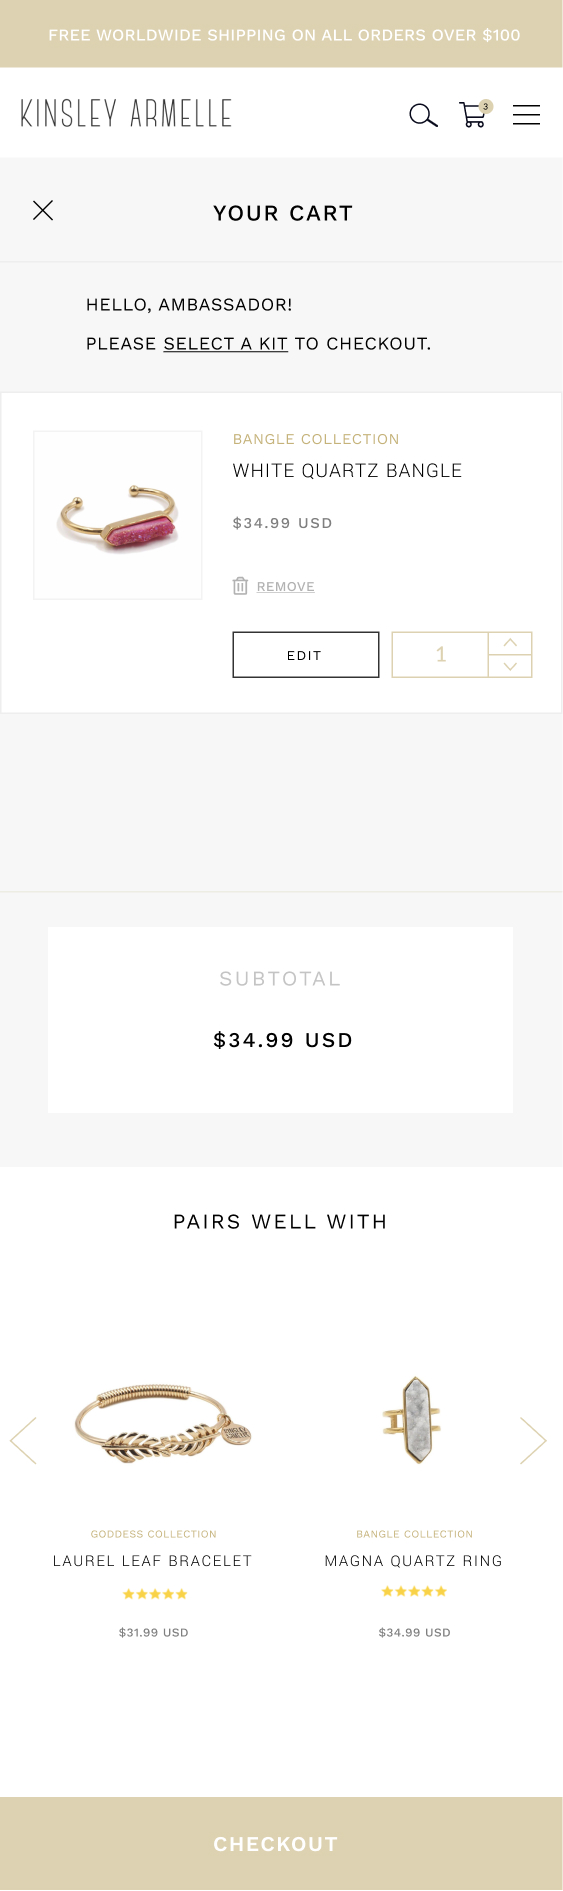 FREE WORLDWIDE SHIPPING ON ALL ORDERS OVER $100
KINSLEY ARMELLE
3
YOUR CART
HELLO, AMBASSADOR!
PLEASE SELECT A KIT TO CHECKOUT.
BANGLE COLLECTION
WHITE QUARTZ BANGLE
$34.99 USD
REMOVE
EDIT
1
SUBTOTAL
$34.99 USD
PAIRS WELL WITH
KINSLEY
ARMELLE
GODDESS COLLECTION
LAUREL LEAF BRACELET
$31.99 USD
BANGLE COLLECTION
MAGNA QUARTZ RING
$34.99 USD
CHECKOUT